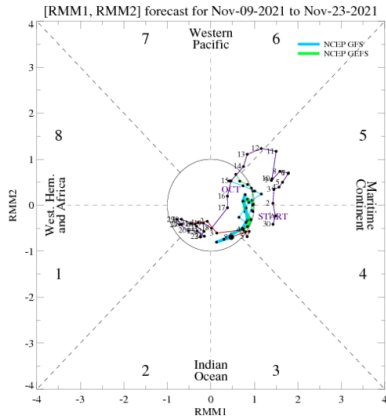 [RMM1, RMM2] forecast for Nov-09-2021 to Nov-23-2021
4
7
Western
Pacific
6
NCEP GFS
NCEP GEFS
3
2
8
5
1
OCT
RMM2
0
West. Hem.
and Africa
START
Maritime
Continent
-1
1
4
-2
-3
2
Indian
Ocean
3
-4
-4 -3 -2 -1 0 1 2 3 4
RMM1